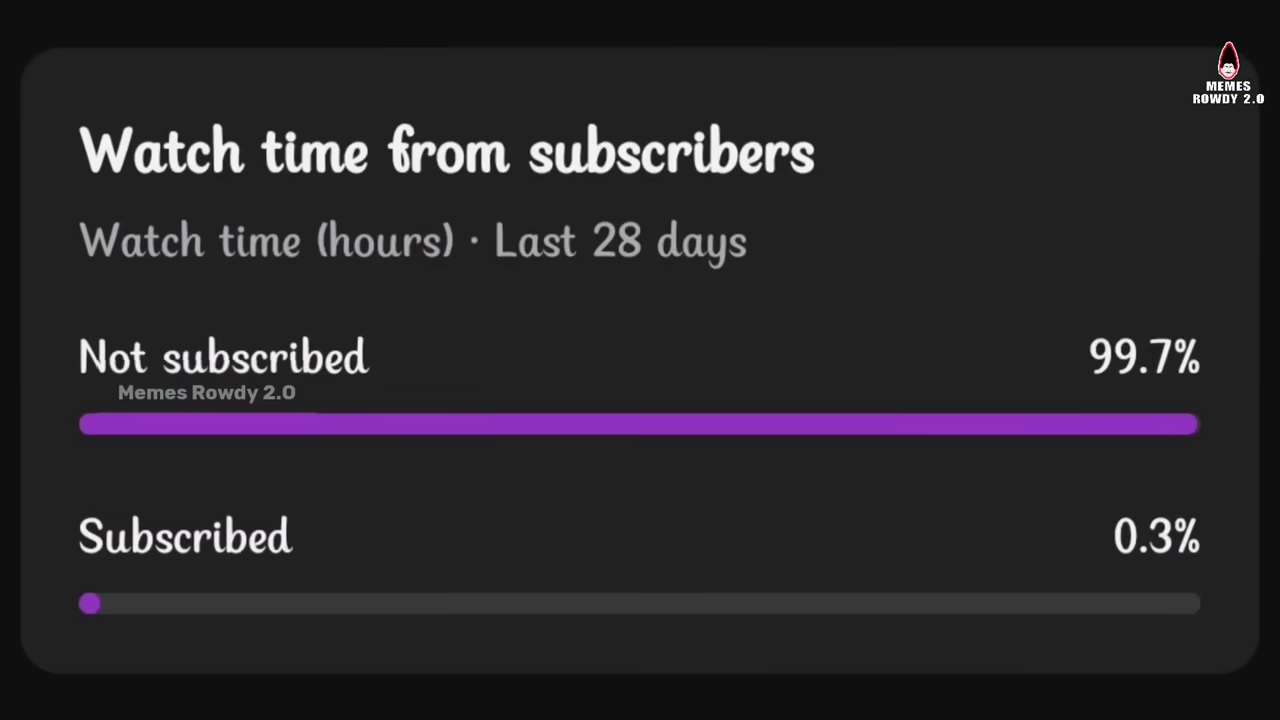 MEMES
ROWDY 2.0
Watch time from subscribers
Watch time (hours) · Last 28 days
Not subscribed 99.7%
Memes Rowdy 2.0
Subscribed 0.3%